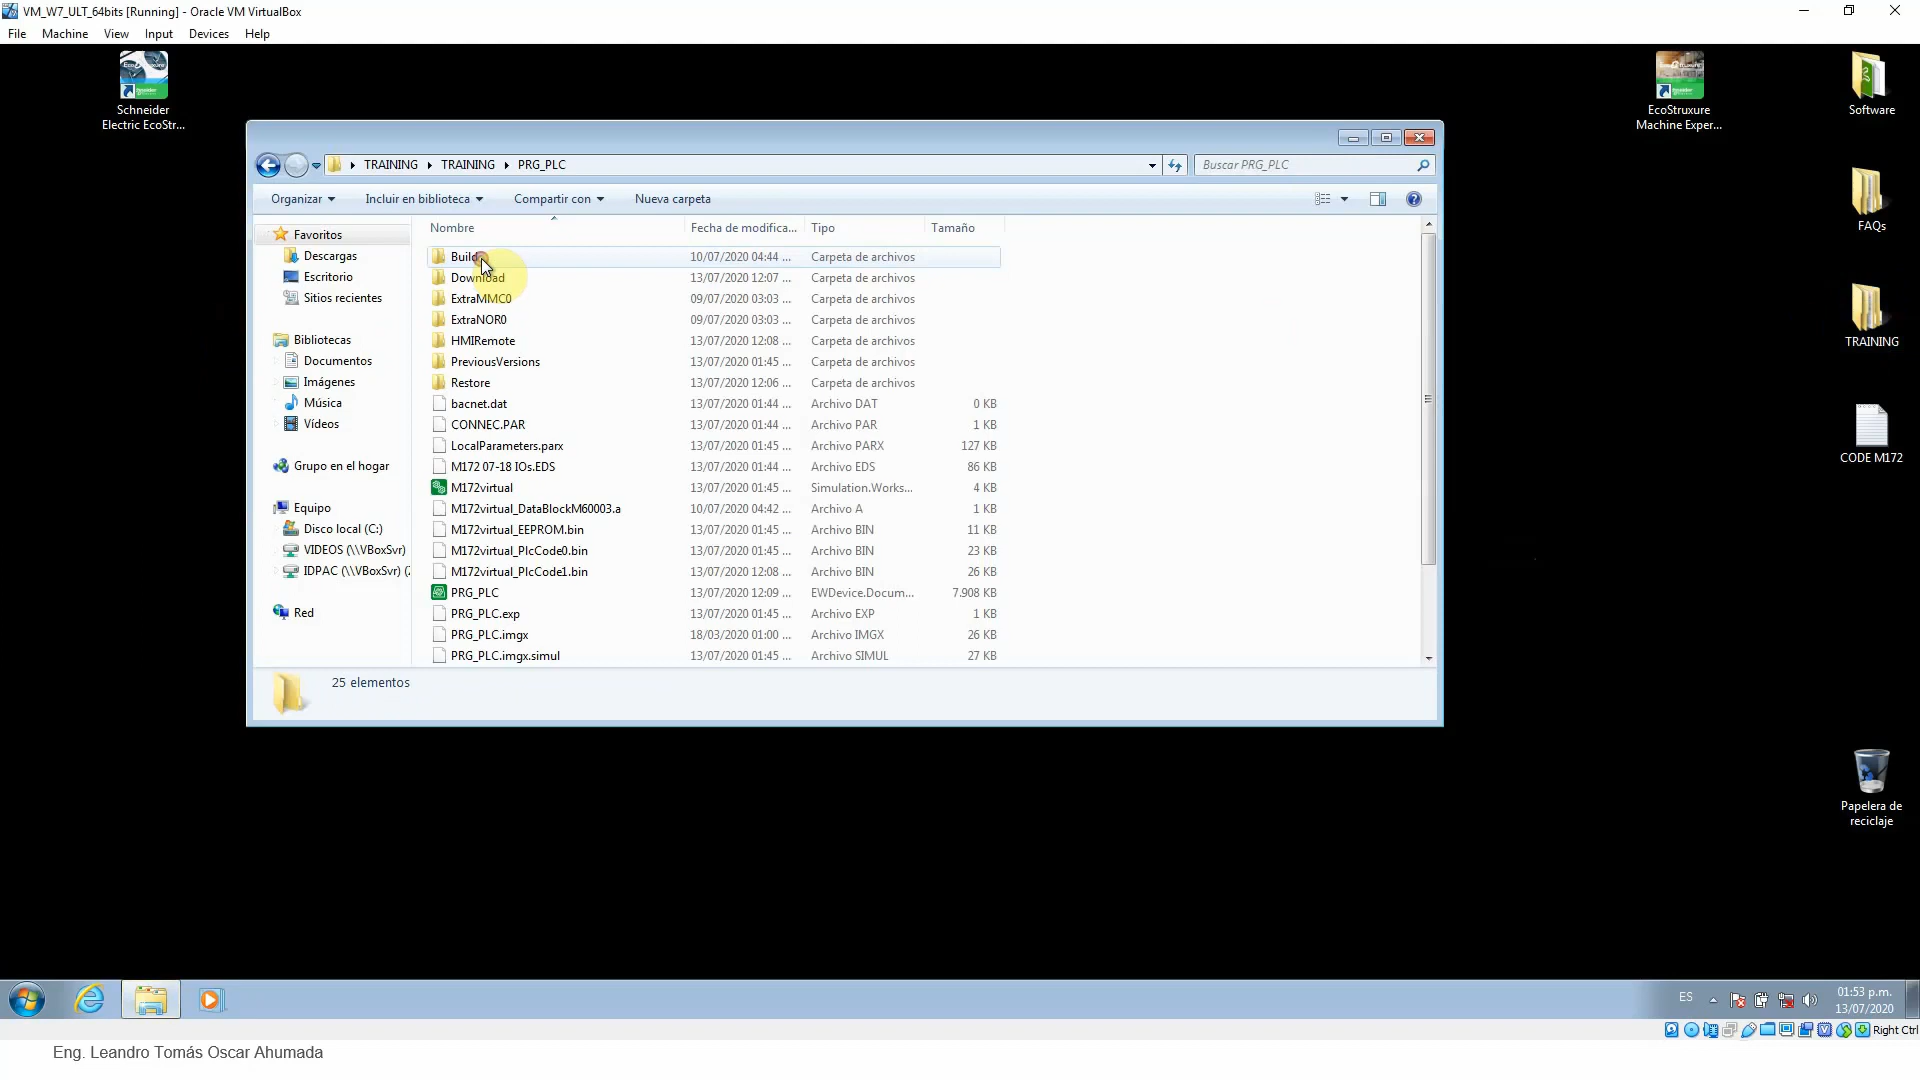 VM_W7_ULT_64bits [Running] - Oracle VM VirtualBox
File Machine View Input Devices Help
Schneider
Electric EcoStr...
EcoStruxure
Machine Exper...
Software
FAQs
TRAINING
CODE M172
Papelera de
reciclaje
TRAINING TRAINING PRG_PLC
Buscar PRG_PLC
Organizar Incluir en biblioteca Compartir con Nueva carpeta
Favoritos
Descargas
Escritorio
Sitios recientes
Bibliotecas
Documentos
Imágenes
Música
Vídeos
Grupo en el hogar
Equipo
Disco local (C:)
VIDEOS (\\VBoxSvr)
IDPAC (\\VBoxSvr) (
Red
Nombre Fecha de modifica... Tipo Tamaño
Build 10/07/2020 04:44 ... Carpeta de archivos
Download 13/07/2020 12:07 ... Carpeta de archivos
ExtraMMC0 09/07/2020 03:03 ... Carpeta de archivos
ExtraNOR0 09/07/2020 03:03 ... Carpeta de archivos
HMIRemote 13/07/2020 12:08 ... Carpeta de archivos
PreviousVersions 13/07/2020 01:45 ... Carpeta de archivos
Restore 13/07/2020 12:06 ... Carpeta de archivos
bacnet.dat 13/07/2020 01:44 ... Archivo DAT 0 KB
CONNEC.PAR 13/07/2020 01:44 ... Archivo PAR 1 KB
LocalParameters.parx 13/07/2020 01:45 ... Archivo PARX 127 KB
M172 07-18 IOs.EDS 13/07/2020 01:44 ... Archivo EDS 86 KB
M172virtual 13/07/2020 01:45 ... Simulation.Works... 4 KB
M172virtual_DataBlockM60003.a 10/07/2020 04:42 ... Archivo A 1 KB
M172virtual_EEPROM.bin 13/07/2020 01:45 ... Archivo BIN 11 KB
M172virtual_PlcCode0.bin 13/07/2020 01:45 ... Archivo BIN 23 KB
M172virtual_PlcCode1.bin 13/07/2020 12:08 ... Archivo BIN 26 KB
PRG_PLC 13/07/2020 12:09 ... EWDevice.Docum... 7.908 KB
PRG_PLC.exp 13/07/2020 01:45 ... Archivo EXP 1 KB
PRG_PLC.imgx 18/03/2020 01:00 ... Archivo IMGX 26 KB
PRG_PLC.imgx.simul 13/07/2020 01:45 ... Archivo SIMUL 27 KB
25 elementos
ES
01:53 p.m.
13/07/2020
Right Ctrl
Eng. Leandro Tomás Oscar Ahumada